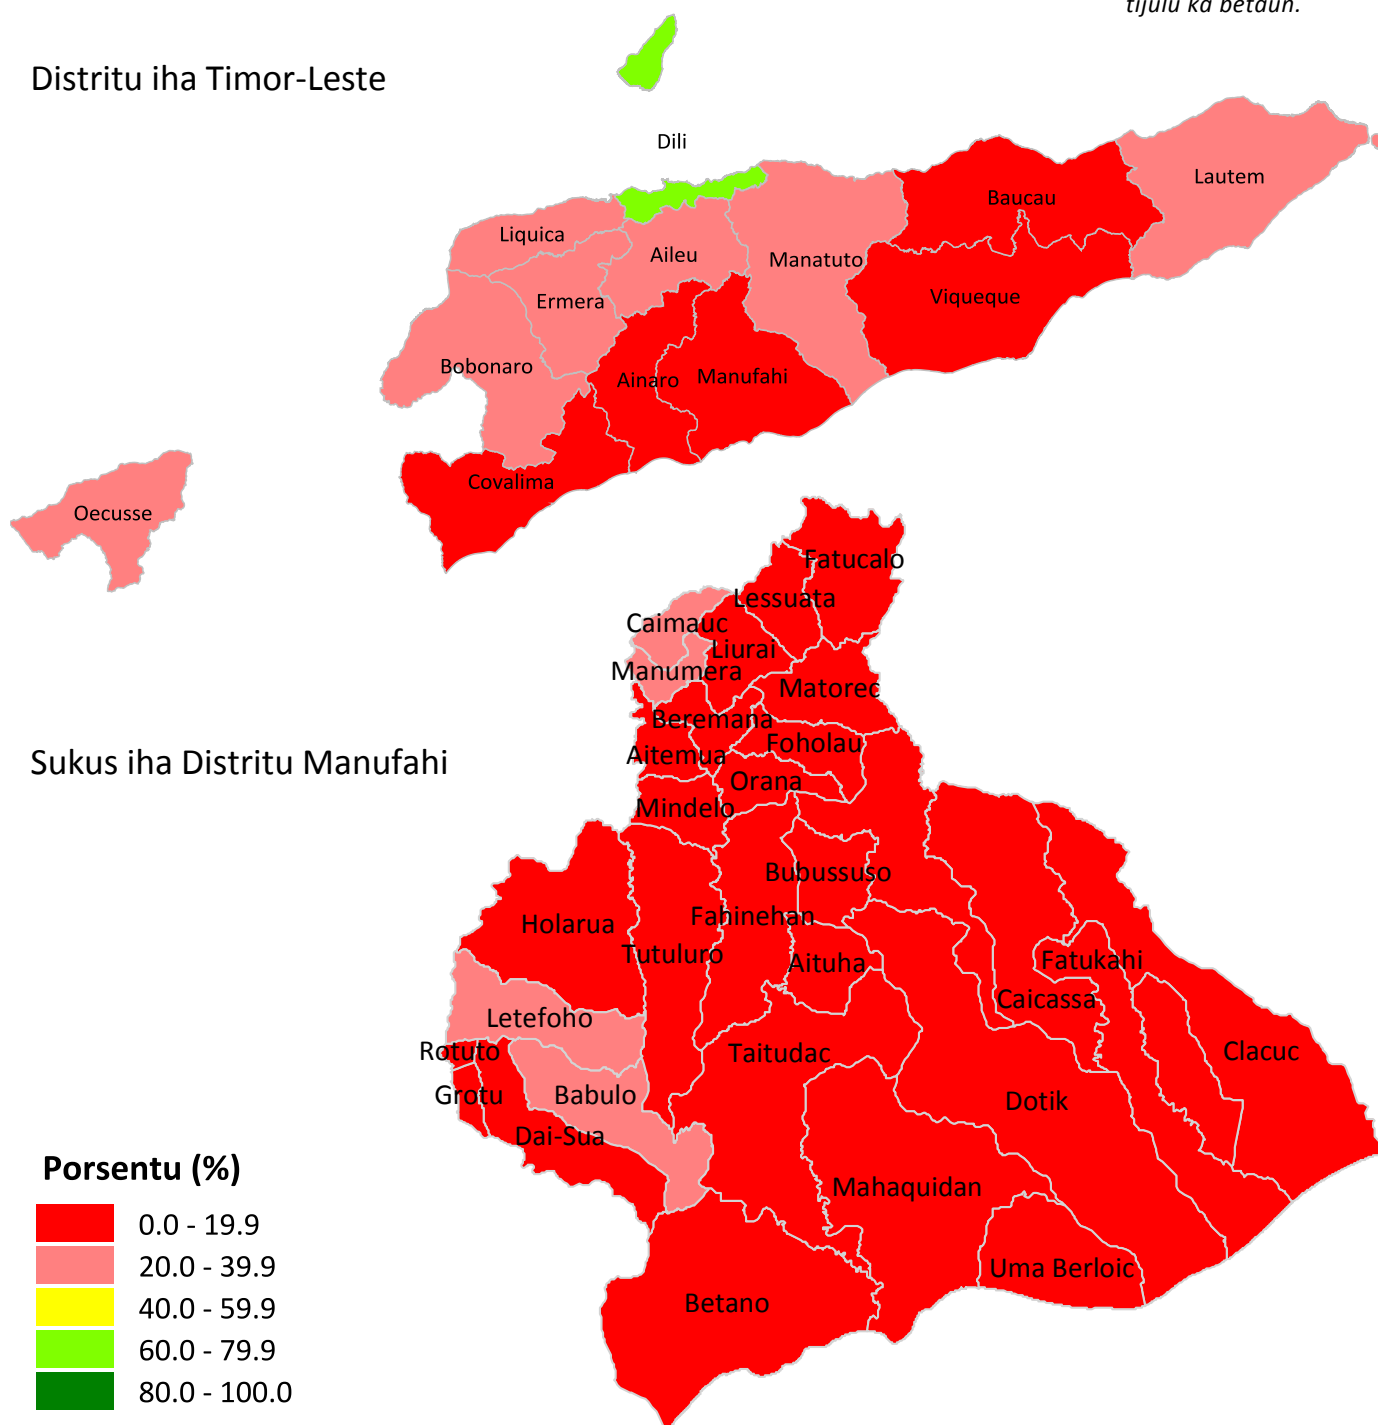 tijulu ka betaun.
Distritu iha Timor-Leste
Dili
Lautem
Baucau
Liquica
Aileu
Manatuto
Viqueque
Ermera
Bobonaro
Ainaro
Manufahi
Covalima
Oecusse
Fatucalo
Lessuata
Caimauc
Liurai
Manumera
Matorec
Beremana
Foholau
Aitemua
Sukus iha Distritu Manufahi
Orana
Mindelo
Bubussuso
Fahinehan
Holarua
Tutuluro
Aituha
Fatukahi
Caicassa
Letefoho
Rotuto
Taitudac
Clacuc
Grotu
Babulo
Dotik
Dai-Sua
Mahaquidan
Uma Berloic
Betano
Porsentu (%)
0.0 - 19.9
20.0 - 39.9
40.0 - 59.9
60.0 - 79.9
80.0 - 100.0